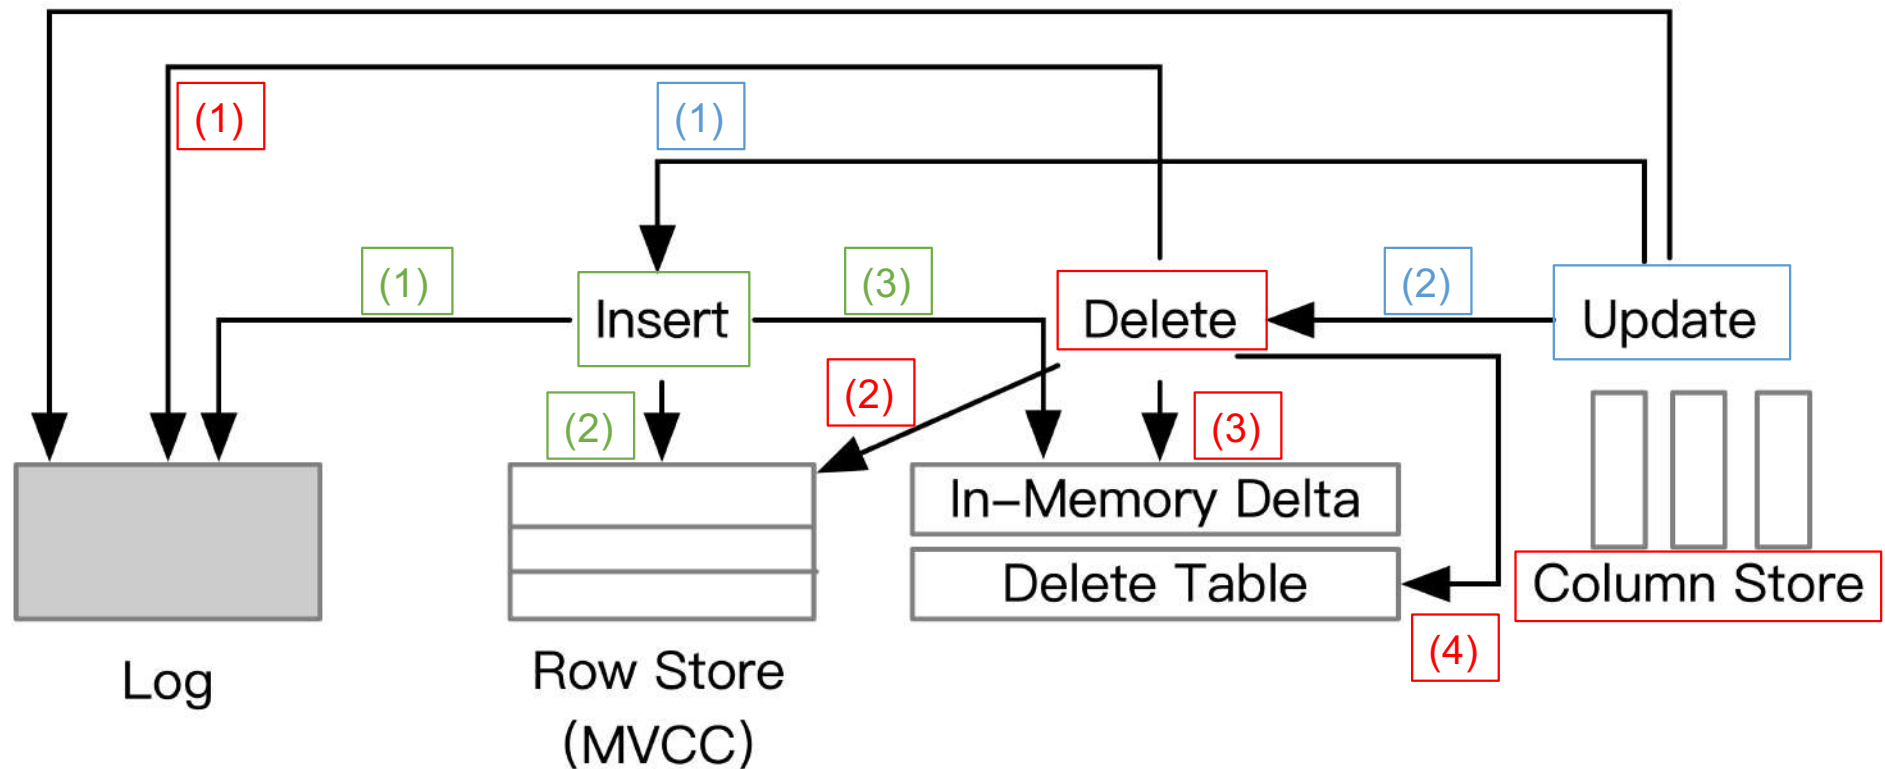 (1)
(1)
(1)
(3)
(2)
Insert
Delete
Update
(2)
(2)
(3)
In-Memory Delta
Delete Table
Column Store
(4)
Log
Row Store
(MVCC)